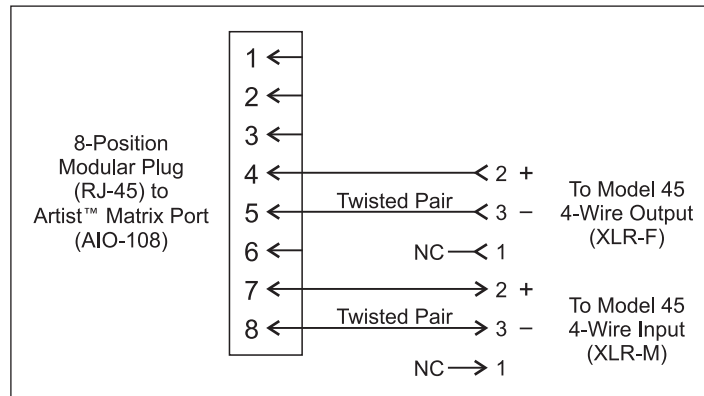 8-Position
Modular Plug
(RJ-45) to
Artist™ Matrix Port
(AIO-108)
1
2
3
4
5
6
7
8
Twisted Pair
Twisted Pair
2 +
3 –
NC 1
2 +
3 –
NC 1
To Model 45
4-Wire Output
(XLR-F)
To Model 45
4-Wire Input
(XLR-M)